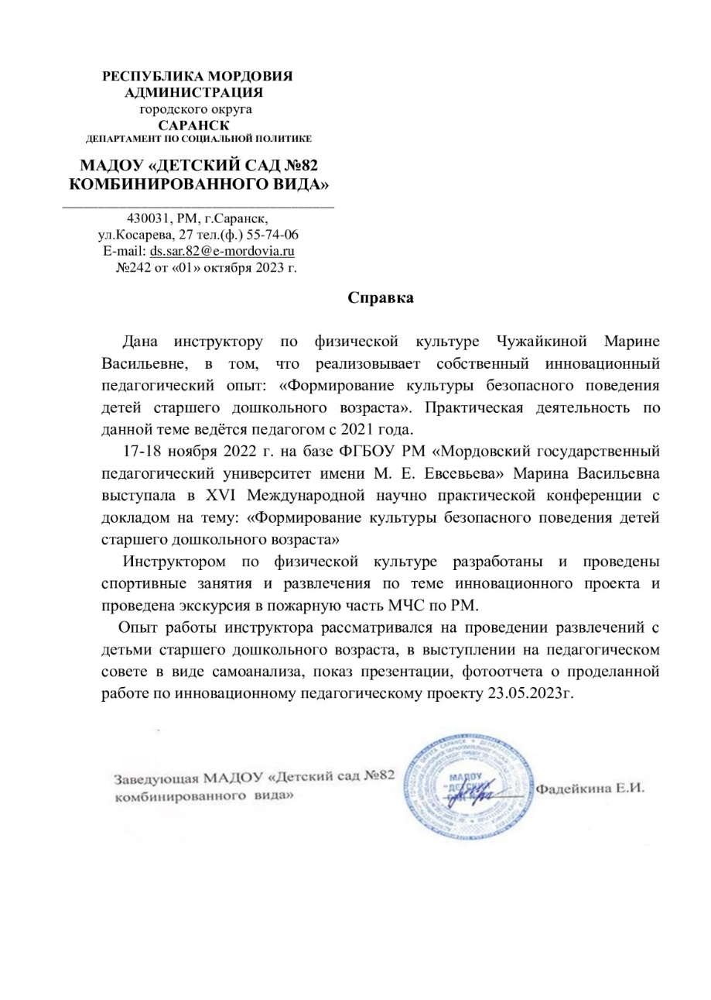 РЕСПУБЛИКА МОРДОВИЯ
АДМИНИСТРАЦИЯ
городского округа
САРАНСК
ДЕПАРТАМЕНТ ПО СОЦИАЛЬНОЙ ПОЛИТИКЕ
МАДОУ «ДЕТСКИЙ САД №82
КОМБИНИРОВАННОГО ВИДА»
430031, РМ, г.Саранск,
ул.Косарева, 27 тел.(ф.) 55-74-06
E-mail: ds.sar.82@e-mordovia.ru
№242 от «01» октября 2023 г.
Справка
Дана инструктору по физической культуре Чужайкиной Марине
Васильевне, в том, что реализовывает собственный инновационный
педагогический опыт: «Формирование культуры безопасного поведения
детей старшего дошкольного возраста». Практическая деятельность по
данной теме ведётся педагогом с 2021 года.
17-18 ноября 2022 г. на базе ФГБОУ РМ «Мордовский государственный
педагогический университет имени М. Е. Евсевьева» Марина Васильевна
выступала в XVI Международной научно практической конференции с
докладом на тему: «Формирование культуры безопасного поведения детей
старшего дошкольного возраста»
Инструктором по физической культуре разработаны и проведены
спортивные занятия и развлечения по теме инновационного проекта и
проведена экскурсия в пожарную часть МЧС по РМ.
Опыт работы инструктора рассматривался на проведении развлечений с
детьми старшего дошкольного возраста, в выступлении на педагогическом
совете в виде самоанализа, показ презентации, фотоотчета о проделанной
работе по инновационному педагогическому проекту 23.05.2023г.
Заведующая МАДОУ «Детский сад №82
комбинированного вида»
МАДОУ
"ДЕТСКИЙ
Фадейкина Е.И.